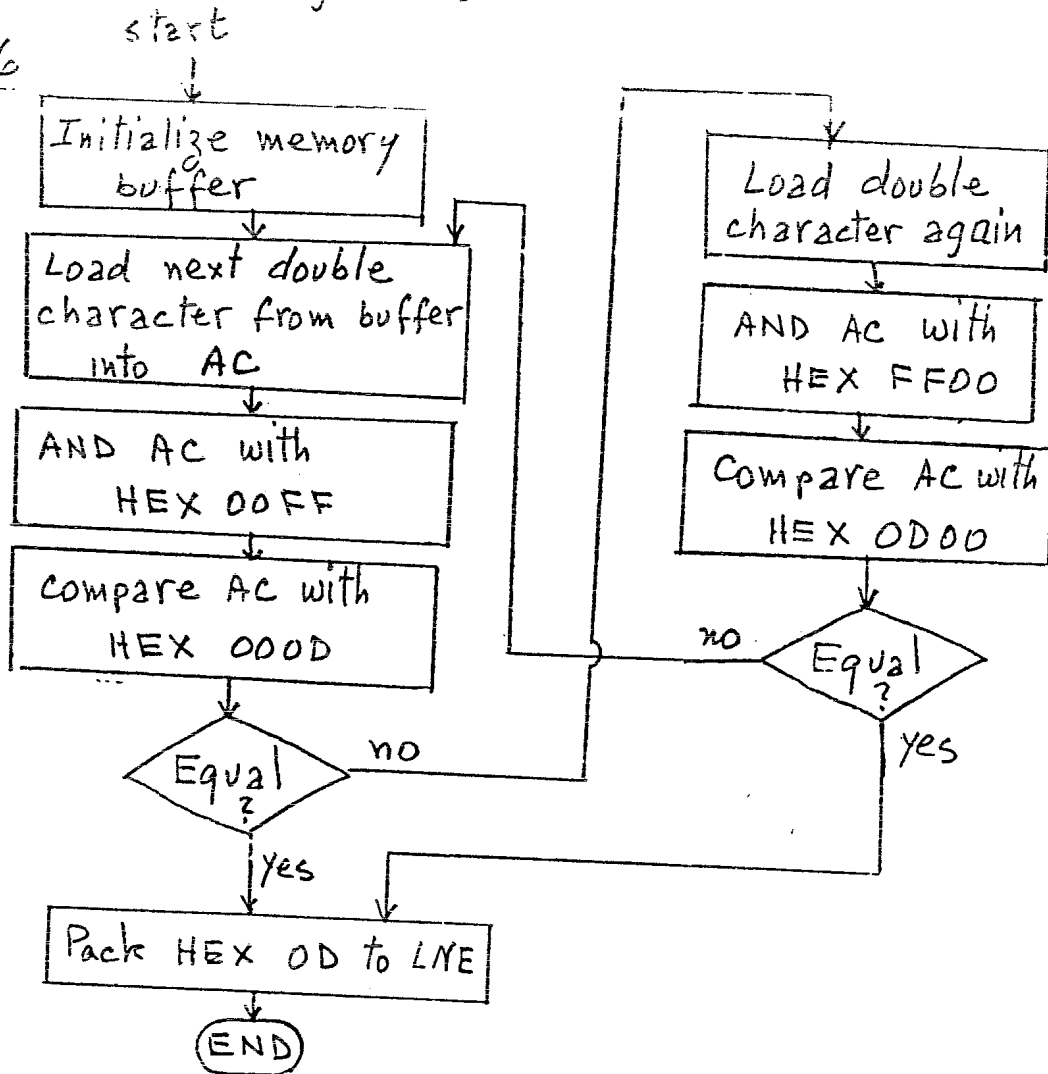 start
6
Initialize memory
buffer
Load next double
character from buffer
into AC
AND AC with
HEX 00FF
Compare AC with
HEX 000D
Equal
?
no
yes
Load double
character again
AND AC with
HEX FF00
Compare AC with
HEX 0D00
Equal
?
no
yes
Pack HEX 0D to LNE
END